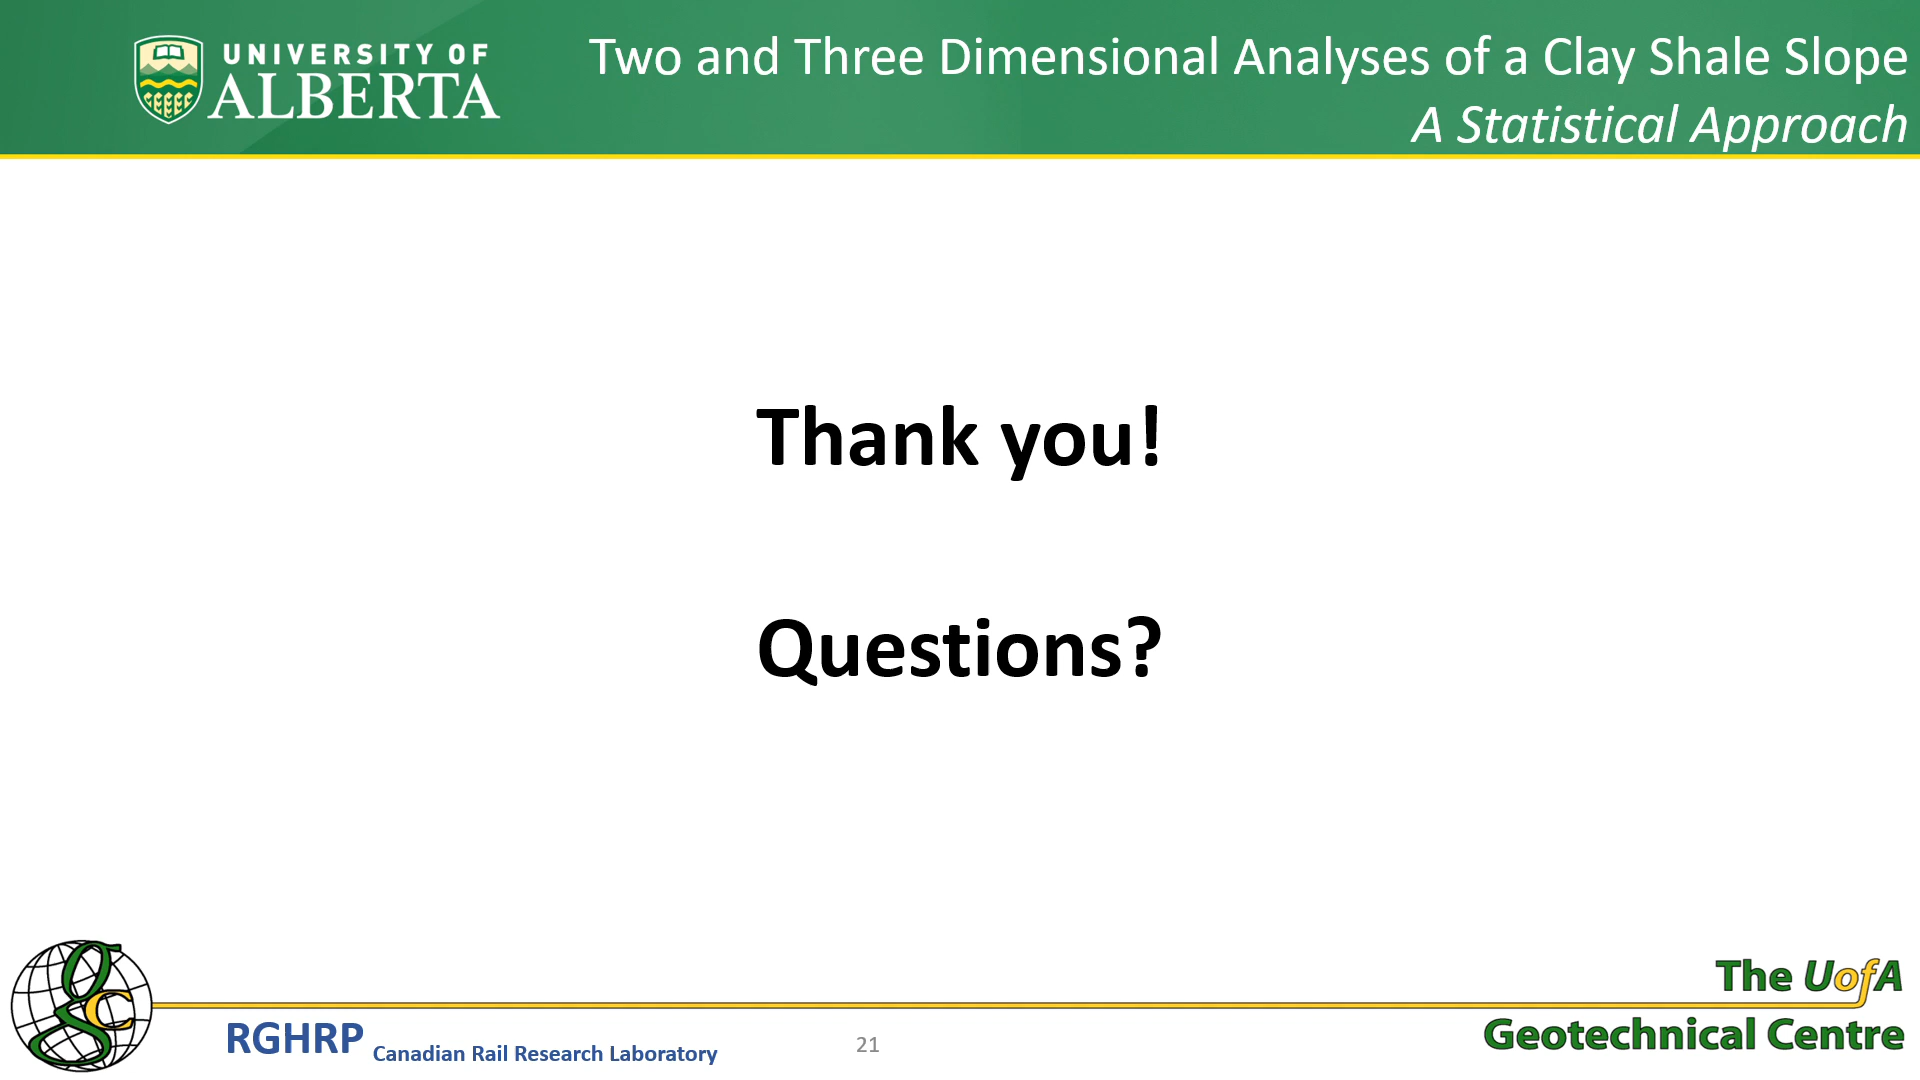 UNIVERSITY OF
ALBERTA
Two and Three Dimensional Analyses of a Clay Shale Slope
A Statistical Approach
Thank you!
Questions?
gc
The UofA
Geotechnical Centre
RGHRP Canadian Rail Research Laboratory
21